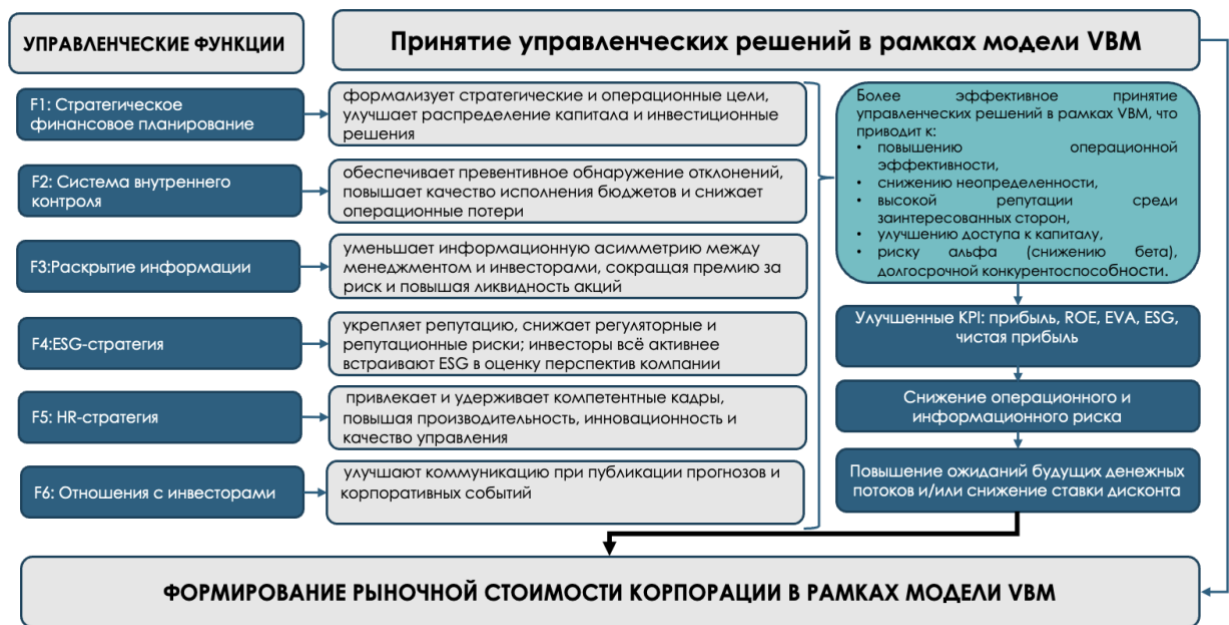 УПРАВЛЕНЧЕСКИЕ ФУНКЦИИ
Принятие управленческих решений в рамках модели VBM
F1: Стратегическое
финансовое планирование
формализует стратегические и операционные цели,
улучшает распределение капитала и инвестиционные
решения
F2: Система внутреннего
контроля
обеспечивает превентивное обнаружение отклонений,
повышает качество исполнения бюджетов и снижает
операционные потери
F3:Раскрытие информации
уменьшает информационную асимметрию между
менеджментом и инвесторами, сокращая премию за
риск и повышая ликвидность акций
F4:ESG-стратегия
укрепляет репутацию, снижает регуляторные и
репутационные риски; инвесторы всё активнее
встраивают ESG в оценку перспектив компании
F5: HR-стратегия
привлекает и удерживает компетентные кадры,
повышая производительность, инновационность и
качество управления
F6: Отношения с инвесторами
улучшают коммуникацию при публикации прогнозов и
корпоративных событий
Более эффективное принятие
управленческих решений в рамках VBM, что
приводит к:
• повышению операционной
эффективности,
• снижению неопределенности,
• высокой репутации среди
заинтересованных сторон,
• улучшению доступа к капиталу,
• риску альфа (снижению бета),
долгосрочной конкурентоспособности.
Улучшенные KPI: прибыль, ROE, EVA, ESG,
чистая прибыль
Снижение операционного и
информационного риска
Повышение ожиданий будущих денежных
потоков и/или снижение ставки дисконта
ФОРМИРОВАНИЕ РЫНОЧНОЙ СТОИМОСТИ КОРПОРАЦИИ В РАМКАХ МОДЕЛИ VBM